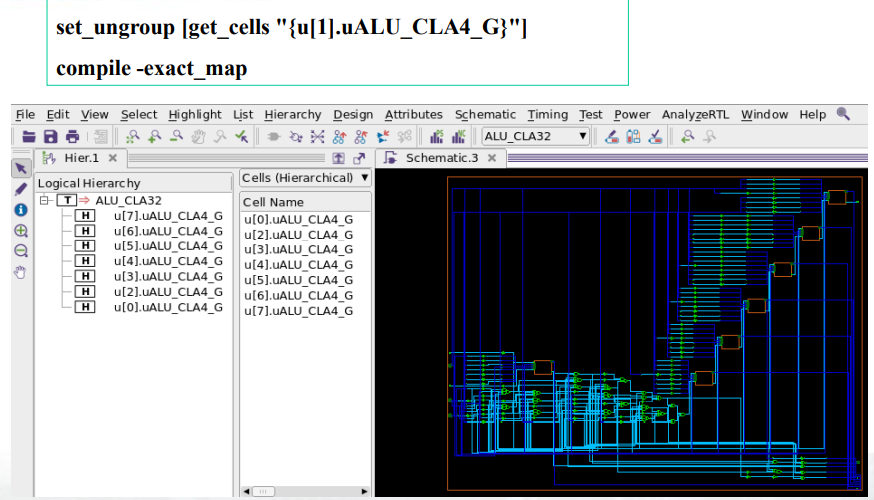 set_ungroup [get_cells "{u[1].uALU_CLA4_G}"]
compile -exact_map
File Edit View Select Highlight List Hierarchy Design Attributes Schematic Timing Test Power AnalyzeRTL Window Help
ALU_CLA32
Hier.1
Schematic.3
Logical Hierarchy
T ALU_CLA32
H u[7].uALU_CLA4_G
H u[6].uALU_CLA4_G
H u[5].uALU_CLA4_G
H u[4].uALU_CLA4_G
H u[3].uALU_CLA4_G
H u[2].uALU_CLA4_G
H u[0].uALU_CLA4_G
Cells (Hierarchical)
Cell Name
u[0].uALU_CLA4_G
u[2].uALU_CLA4_G
u[3].uALU_CLA4_G
u[4].uALU_CLA4_G
u[5].uALU_CLA4_G
u[6].uALU_CLA4_G
u[7].uALU_CLA4_G